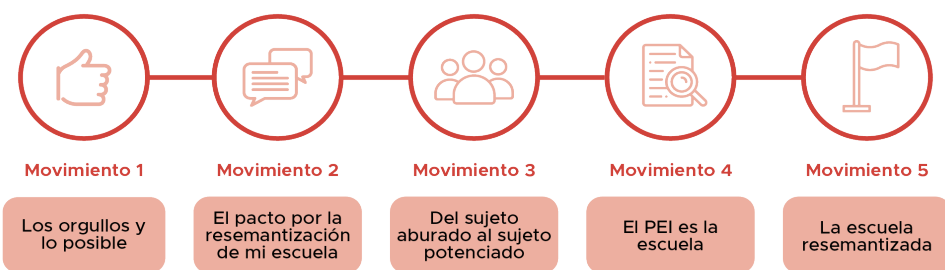 Movimiento 1
Los orgullos y
lo posible
Movimiento 2
El pacto por la
resemantización
de mi escuela
Movimiento 3
Del sujeto
aburado al sujeto
potenciado
Movimiento 4
El PEI es la
escuela
Movimiento 5
La escuela
resemantizada